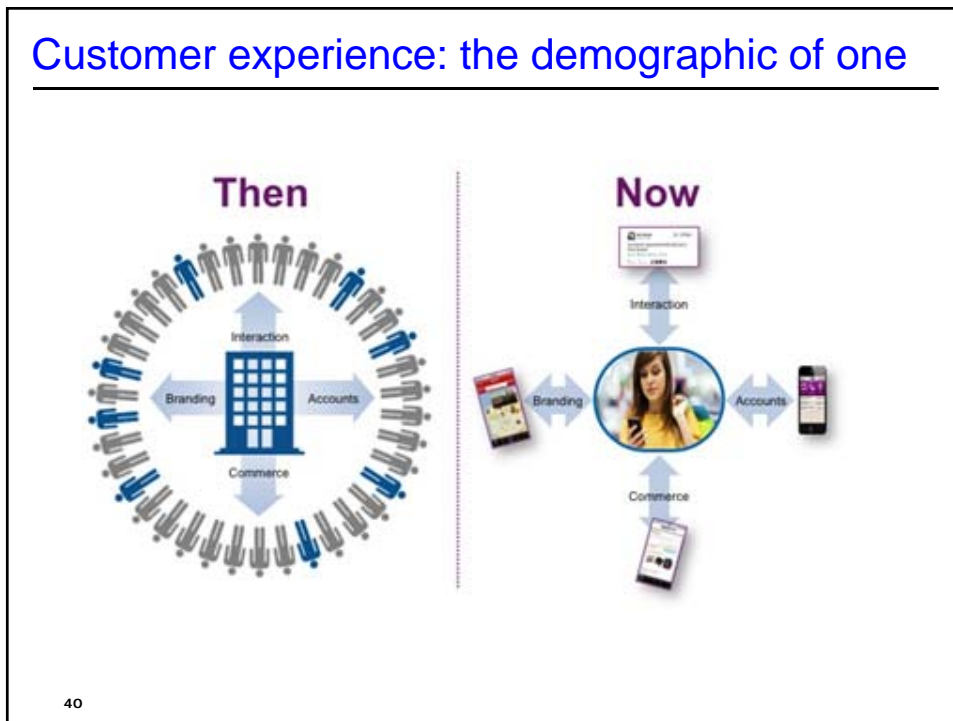 Customer experience: the demographic of one
Then
Interaction
Branding
Accounts
Commerce
Now
Interaction
Branding
Accounts
Commerce
40